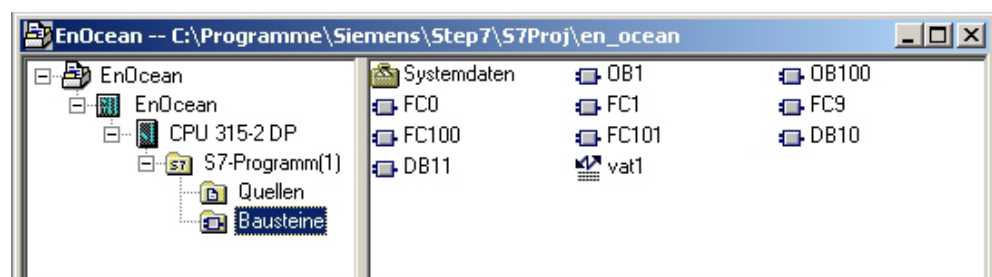 EnOcean -- C:\Programme\Siemens\Step7\S7Proj\en_ocean
EnOcean
EnOcean
CPU 315-2 DP
S7-Programm(1)
Quellen
Bausteine
Systemdaten OB1 OB100
FC0 FC1 FC9
FC100 FC101 DB10
DB11 vat1